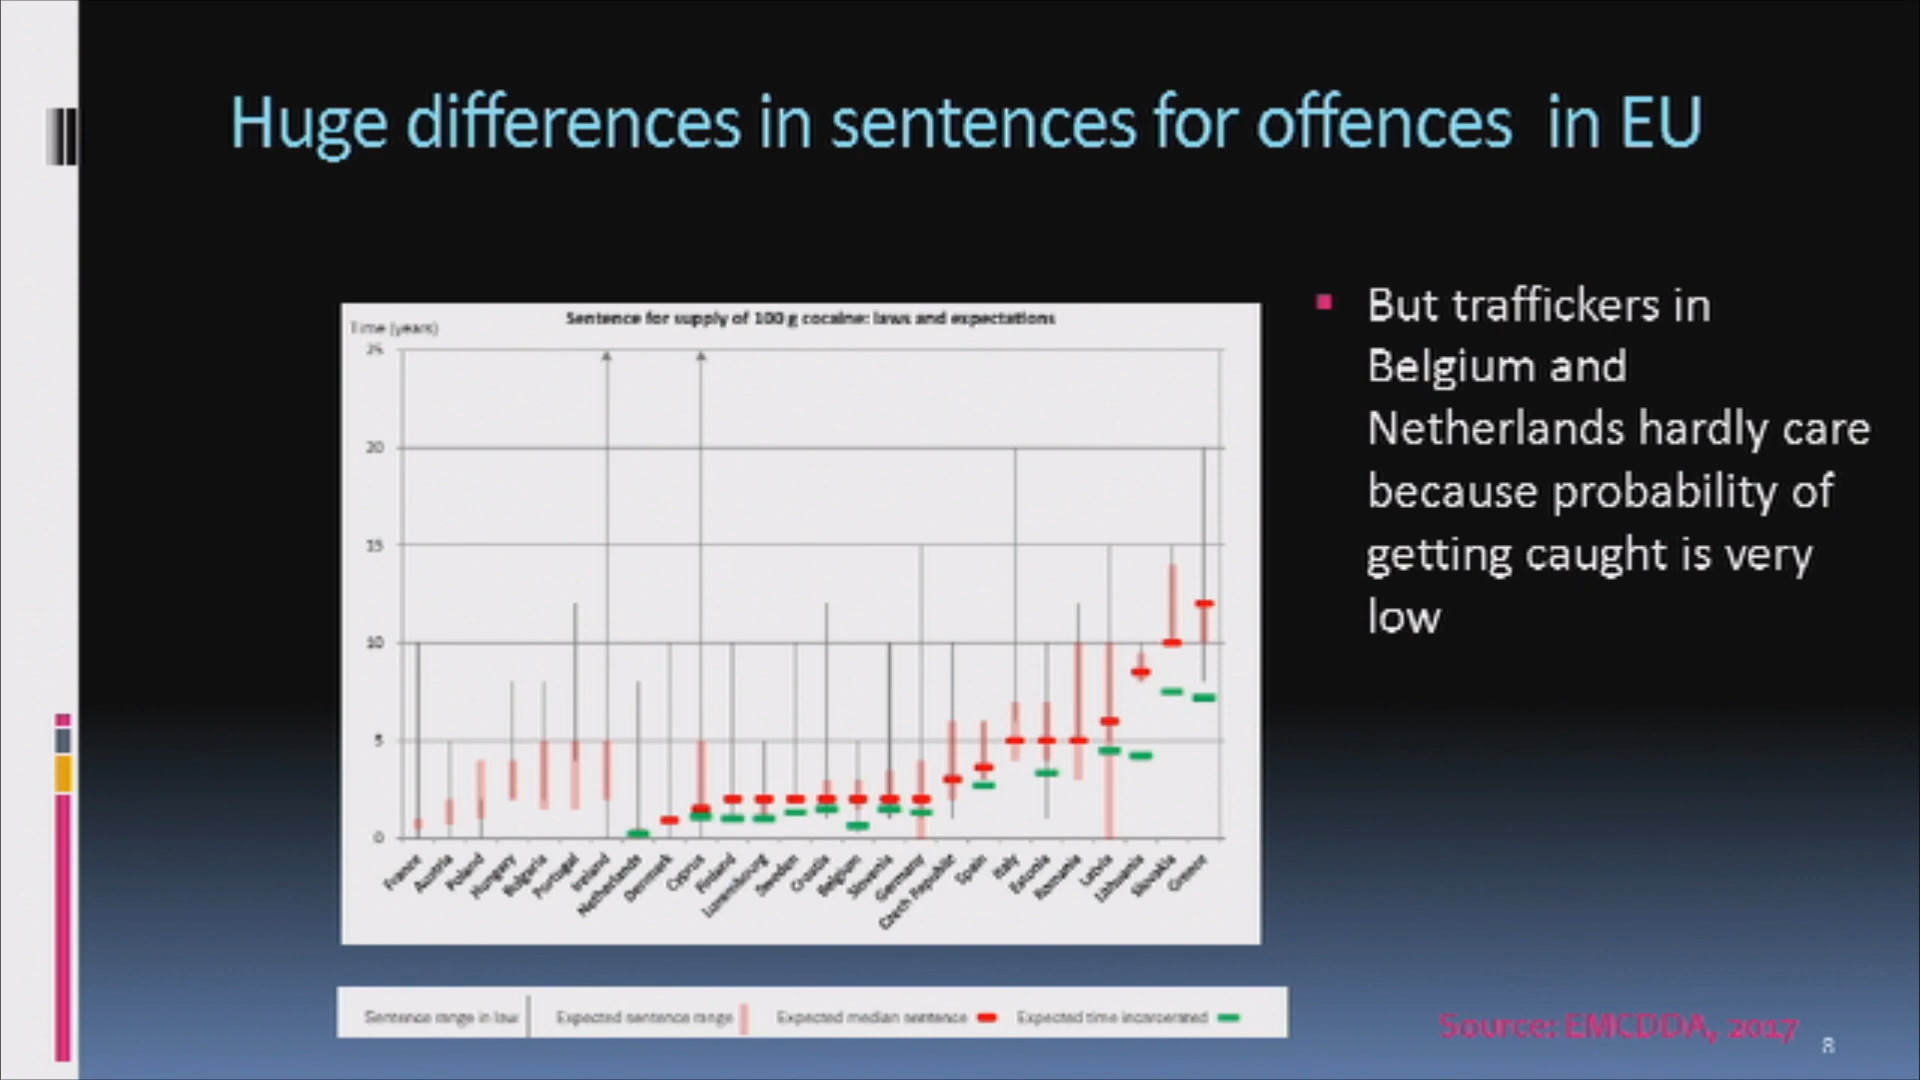 Huge differences in sentences for offences in EU
Sentence for supply of 100 g cocaine: laws and expectations
Time (years)
25
20
15
10
5
0
France
Austria
Poland
Hungary
Bulgaria
Portugal
Ireland
Netherlands
Denmark
Cyprus
Finland
Luxembourg
Sweden
Croatia
Belgium
Slovenia
Germany
Czech Republic
Spain
Italy
Estonia
Romania
Latvia
Lithuania
Slovakia
Greece
Sentence range in law
Expected sentence range
Expected median sentence
Expected time incarcerated
But traffickers in
Belgium and
Netherlands hardly care
because probability of
getting caught is very
low
Source: EMCDDA, 2017
8